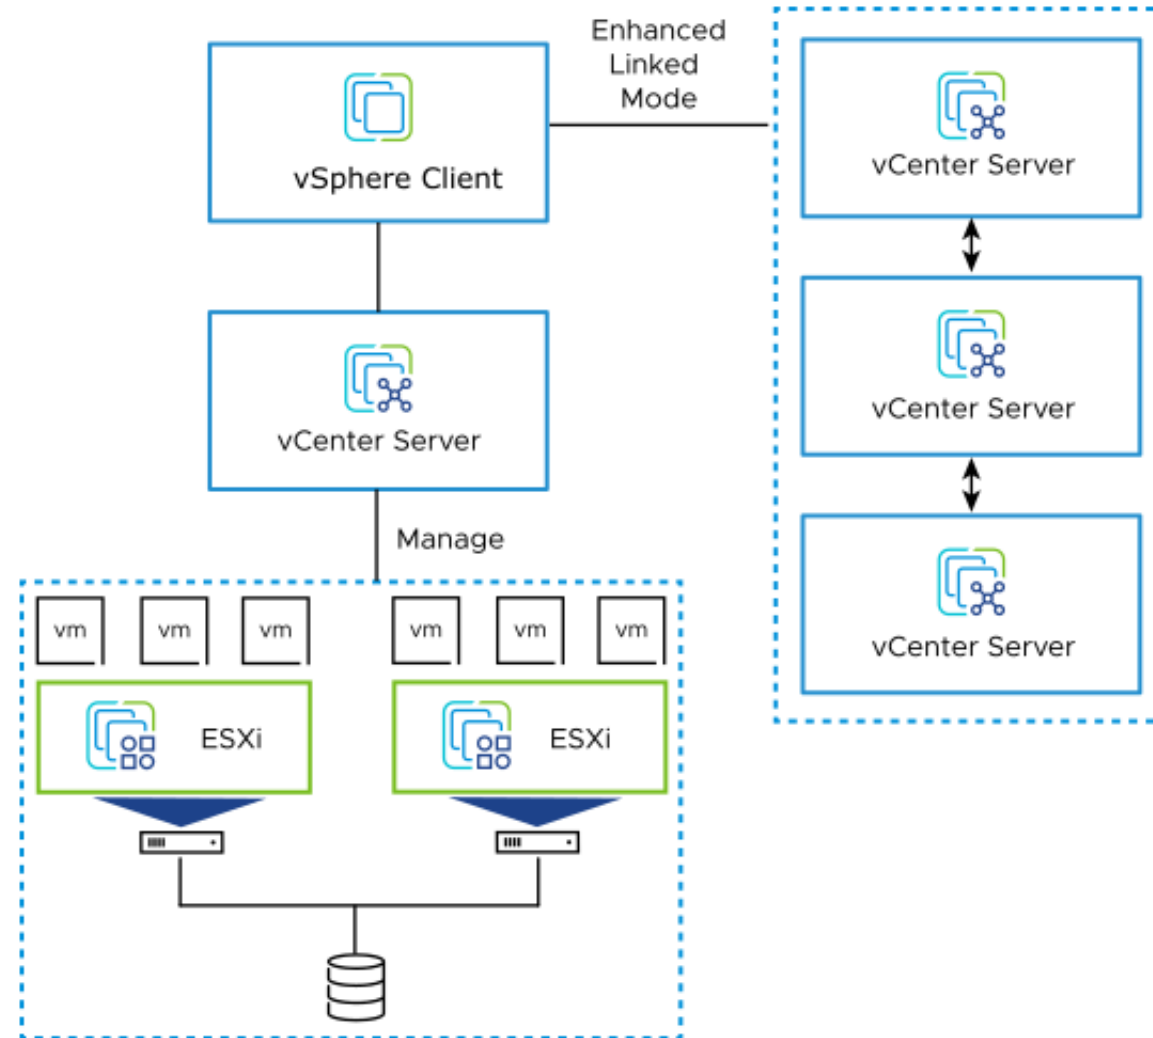 Enhanced
Linked
Mode
vSphere Client
vCenter Server
vCenter Server
vCenter Server
vCenter Server
Manage
vm vm vm vm vm vm
ESXi ESXi